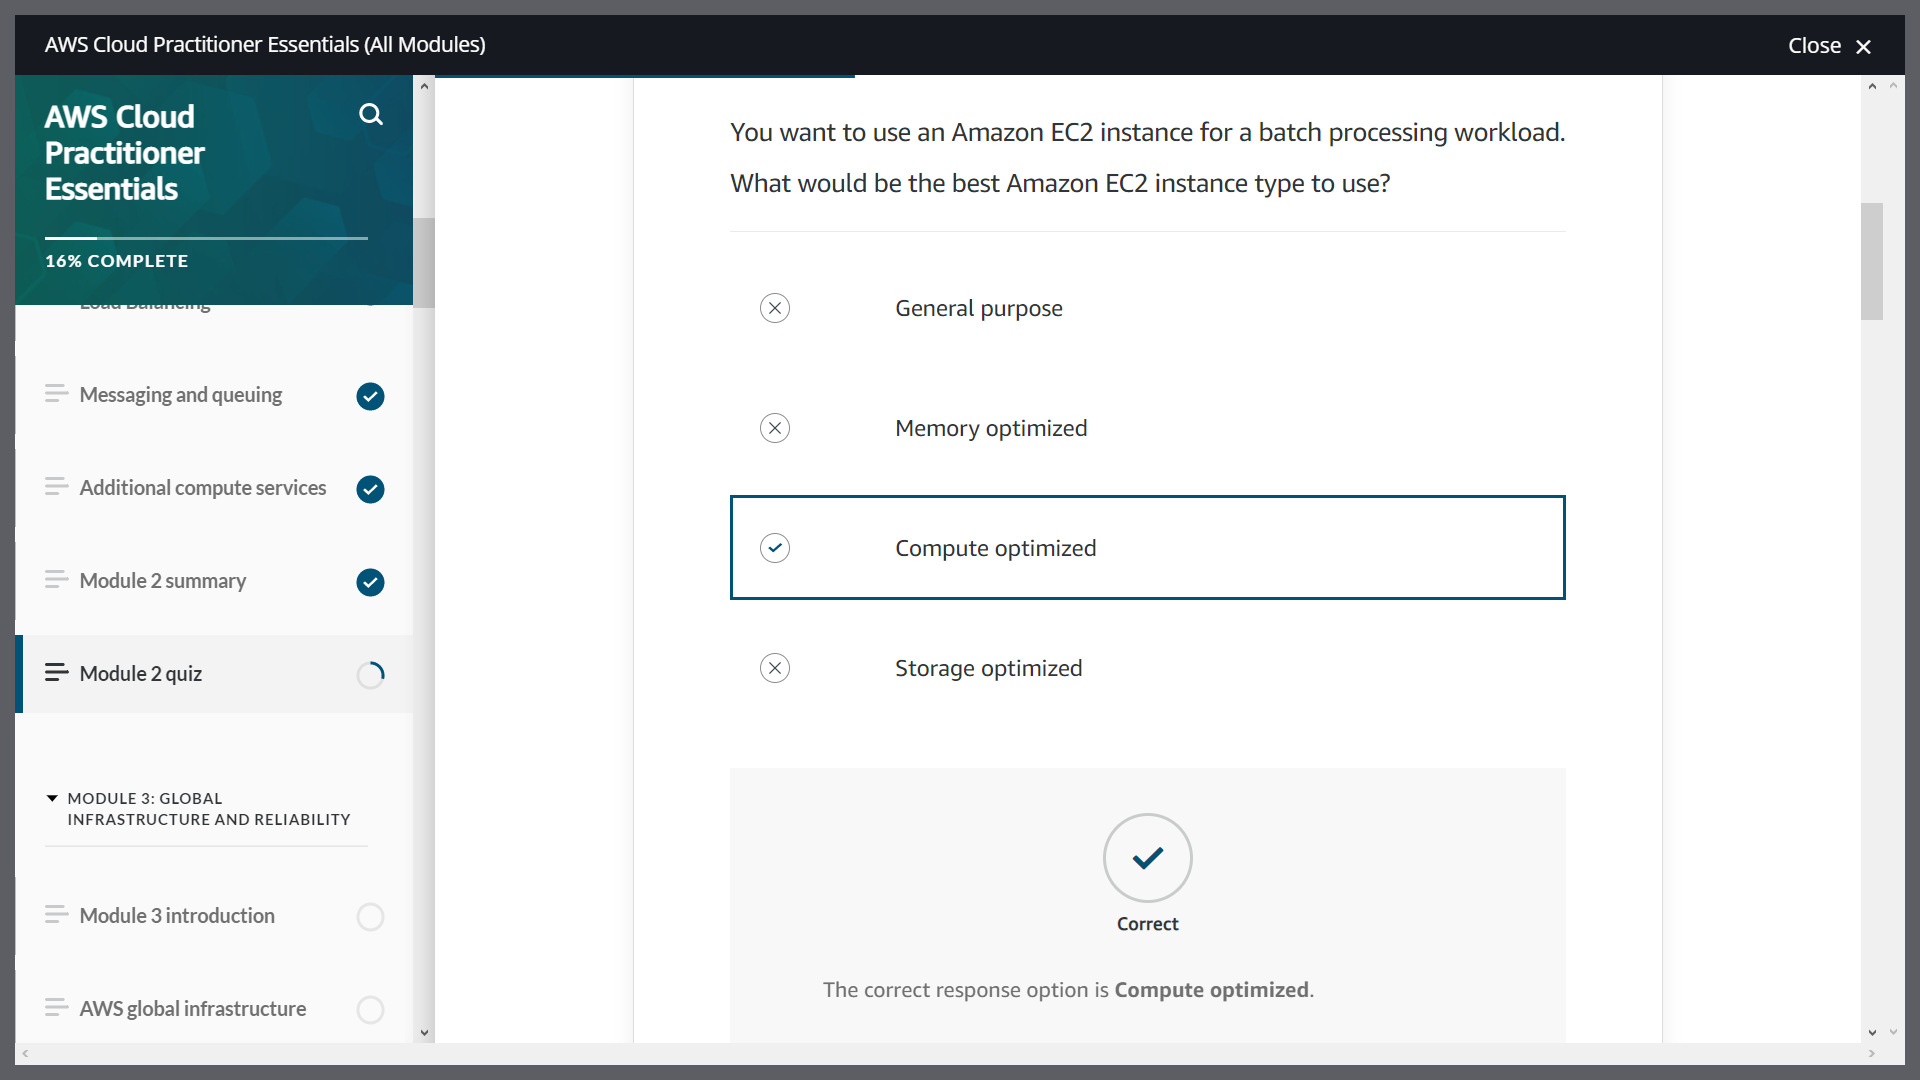 AWS Cloud Practitioner Essentials (All Modules)
Close
AWS Cloud
Practitioner
Essentials
16% COMPLETE
Load Balancing
Messaging and queuing
Additional compute services
Module 2 summary
Module 2 quiz
MODULE 3: GLOBAL
INFRASTRUCTURE AND RELIABILITY
Module 3 introduction
AWS global infrastructure
You want to use an Amazon EC2 instance for a batch processing workload.
What would be the best Amazon EC2 instance type to use?
General purpose
Memory optimized
Compute optimized
Storage optimized
Correct
The correct response option is Compute optimized.